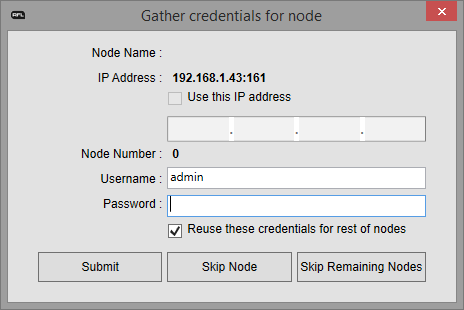 AFL Gather credentials for node
Node Name :
IP Address : 192.168.1.43:161
Use this IP address
. . .
Node Number : 0
Username : admin
Password :
Reuse these credentials for rest of nodes
Submit Skip Node Skip Remaining Nodes